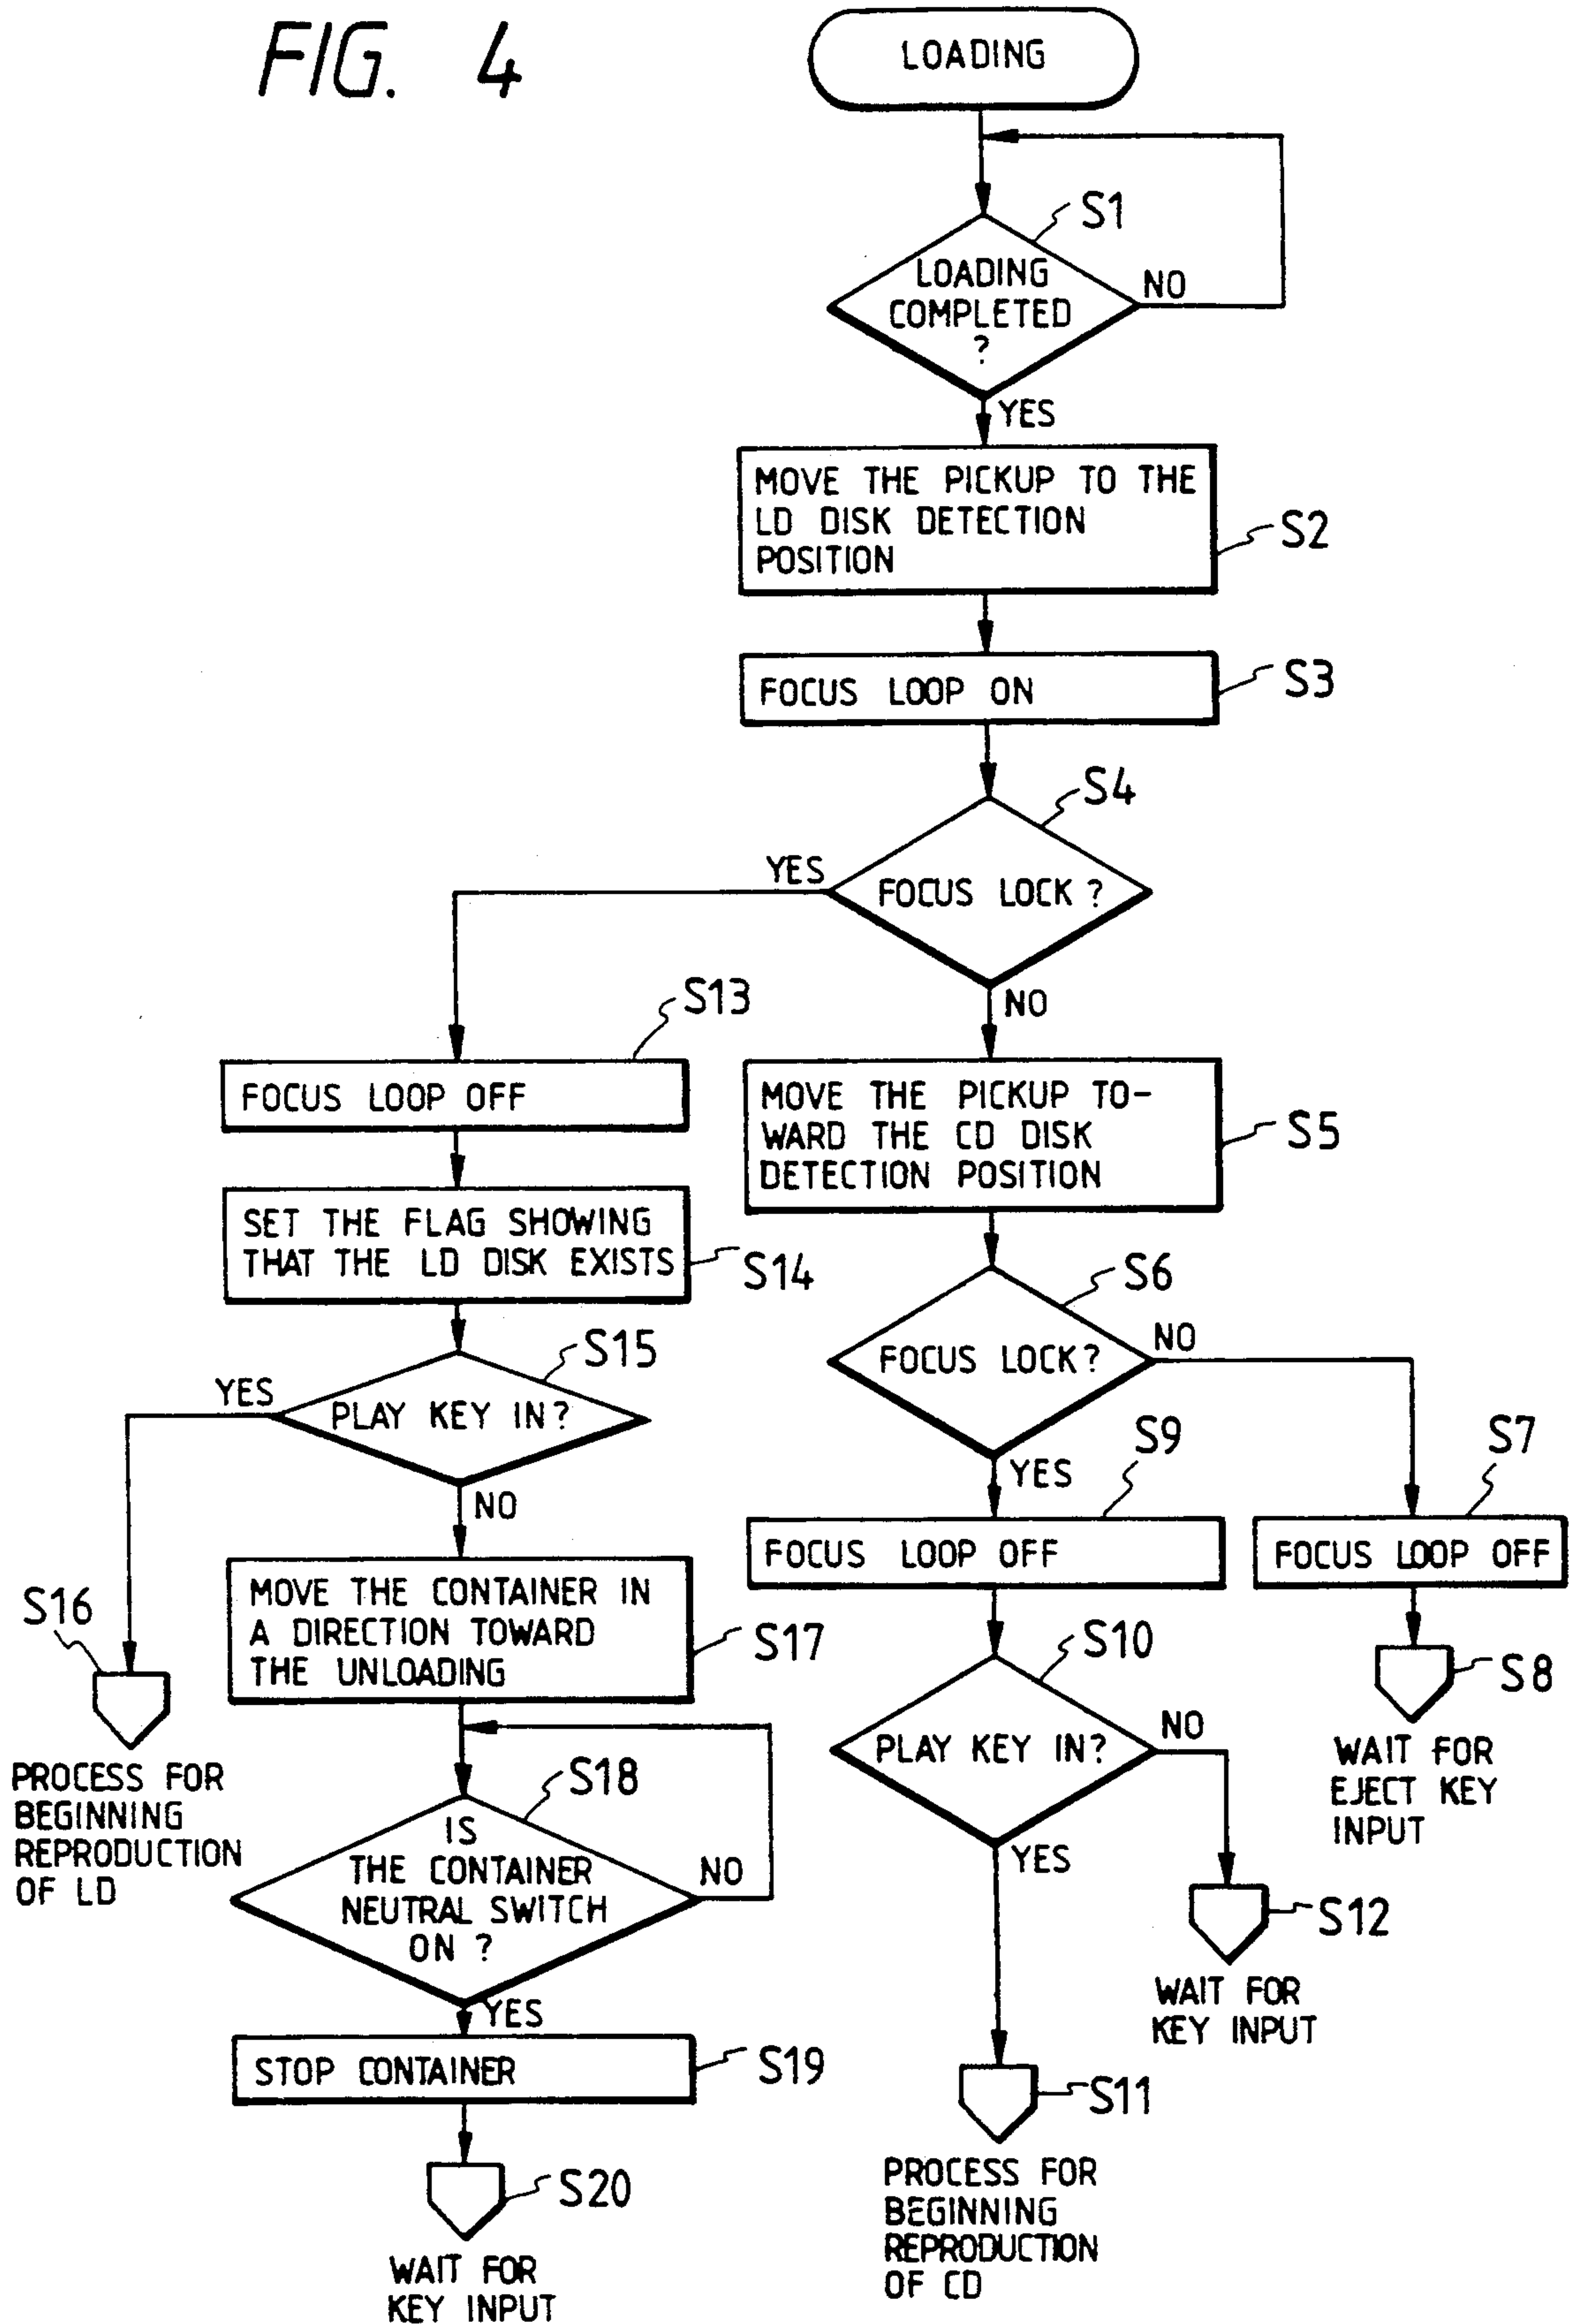 FIG. 4
LOADING
S1
LOADING
COMPLETED
?
NO
YES
MOVE THE PICKUP TO THE
LD DISK DETECTION
POSITION
S2
FOCUS LOOP ON
S3
S4
FOCUS LOCK?
YES
NO
S13
FOCUS LOOP OFF
MOVE THE PICKUP TO-
WARD THE CD DISK
DETECTION POSITION
S5
SET THE FLAG SHOWING
THAT THE LD DISK EXISTS
S14
S6
FOCUS LOCK?
NO
YES
S15
PLAY KEY IN?
YES
NO
S9
FOCUS LOOP OFF
S7
FOCUS LOOP OFF
S16
PROCESS FOR
BEGINNING
REPRODUCTION
OF LD
MOVE THE CONTAINER IN
A DIRECTION TOWARD
THE UNLOADING
S17
S10
PLAY KEY IN?
NO
YES
S8
WAIT FOR
EJECT KEY
INPUT
S18
IS
THE CONTAINER
NEUTRAL SWITCH
ON ?
NO
YES
S12
WAIT FOR
KEY INPUT
STOP CONTAINER
S19
S11
PROCESS FOR
BEGINNING
REPRODUCTION
OF CD
S20
WAIT FOR
KEY INPUT